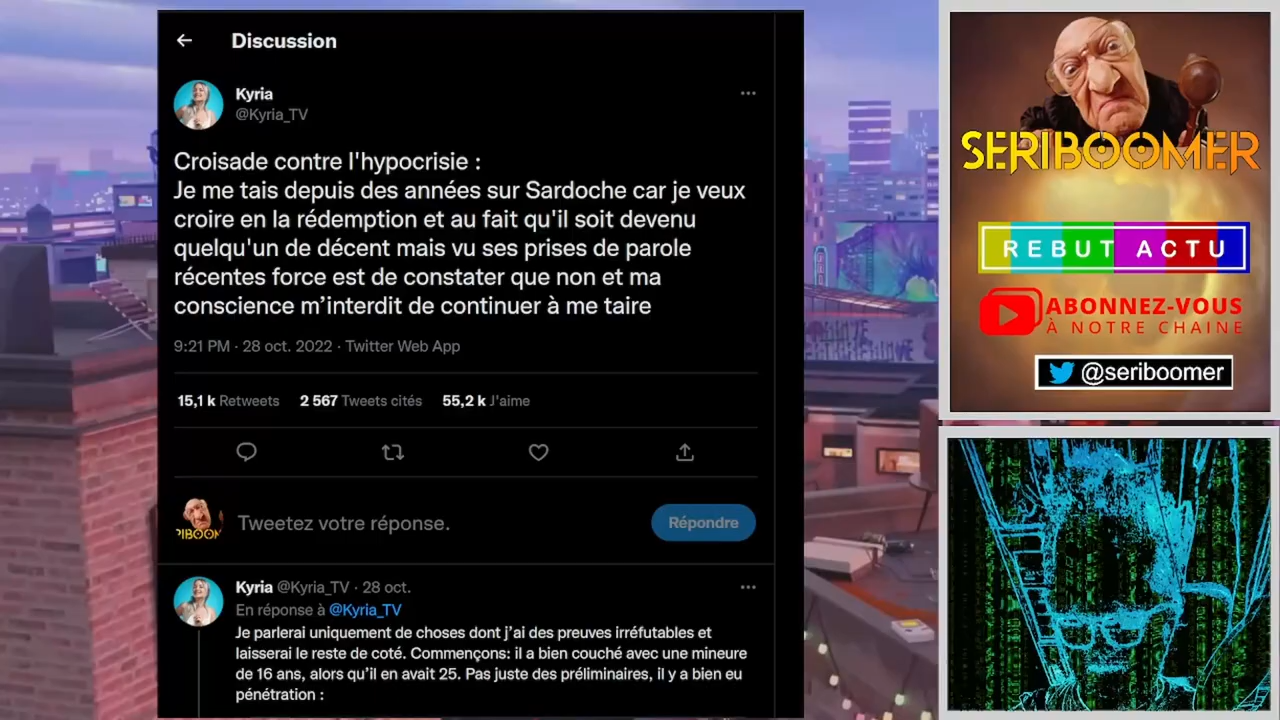 Discussion
Kyria
@Kyria_TV
Croisade contre l'hypocrisie :
Je me tais depuis des années sur Sardoche car je veux
croire en la rédemption et au fait qu'il soit devenu
quelqu'un de décent mais vu ses prises de parole
récentes force est de constater que non et ma
conscience m’interdit de continuer à me taire
9:21 PM · 28 oct. 2022 · Twitter Web App
15,1 k Retweets 2 567 Tweets cités 55,2 k J'aime
Tweetez votre réponse.
Répondre
Kyria @Kyria_TV · 28 oct.
En réponse à @Kyria_TV
Je parlerai uniquement de choses dont j’ai des preuves irréfutables et
laisserai le reste de coté. Commençons: il a bien couché avec une mineure
de 16 ans, alors qu’il en avait 25. Pas juste des préliminaires, il y a bien eu
pénétration :
SERIBOOMER
REBUT ACTU
ABONNEZ-VOUS
À NOTRE CHAINE
@seriboomer